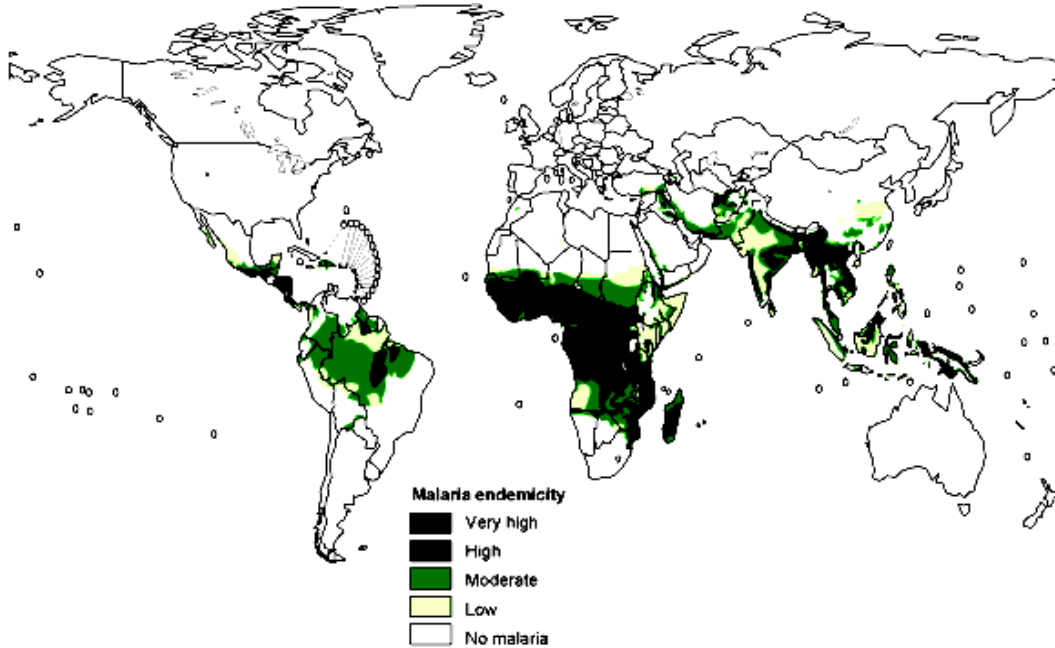 Malaria endemicity
Very high
High
Moderate
Low
No malaria